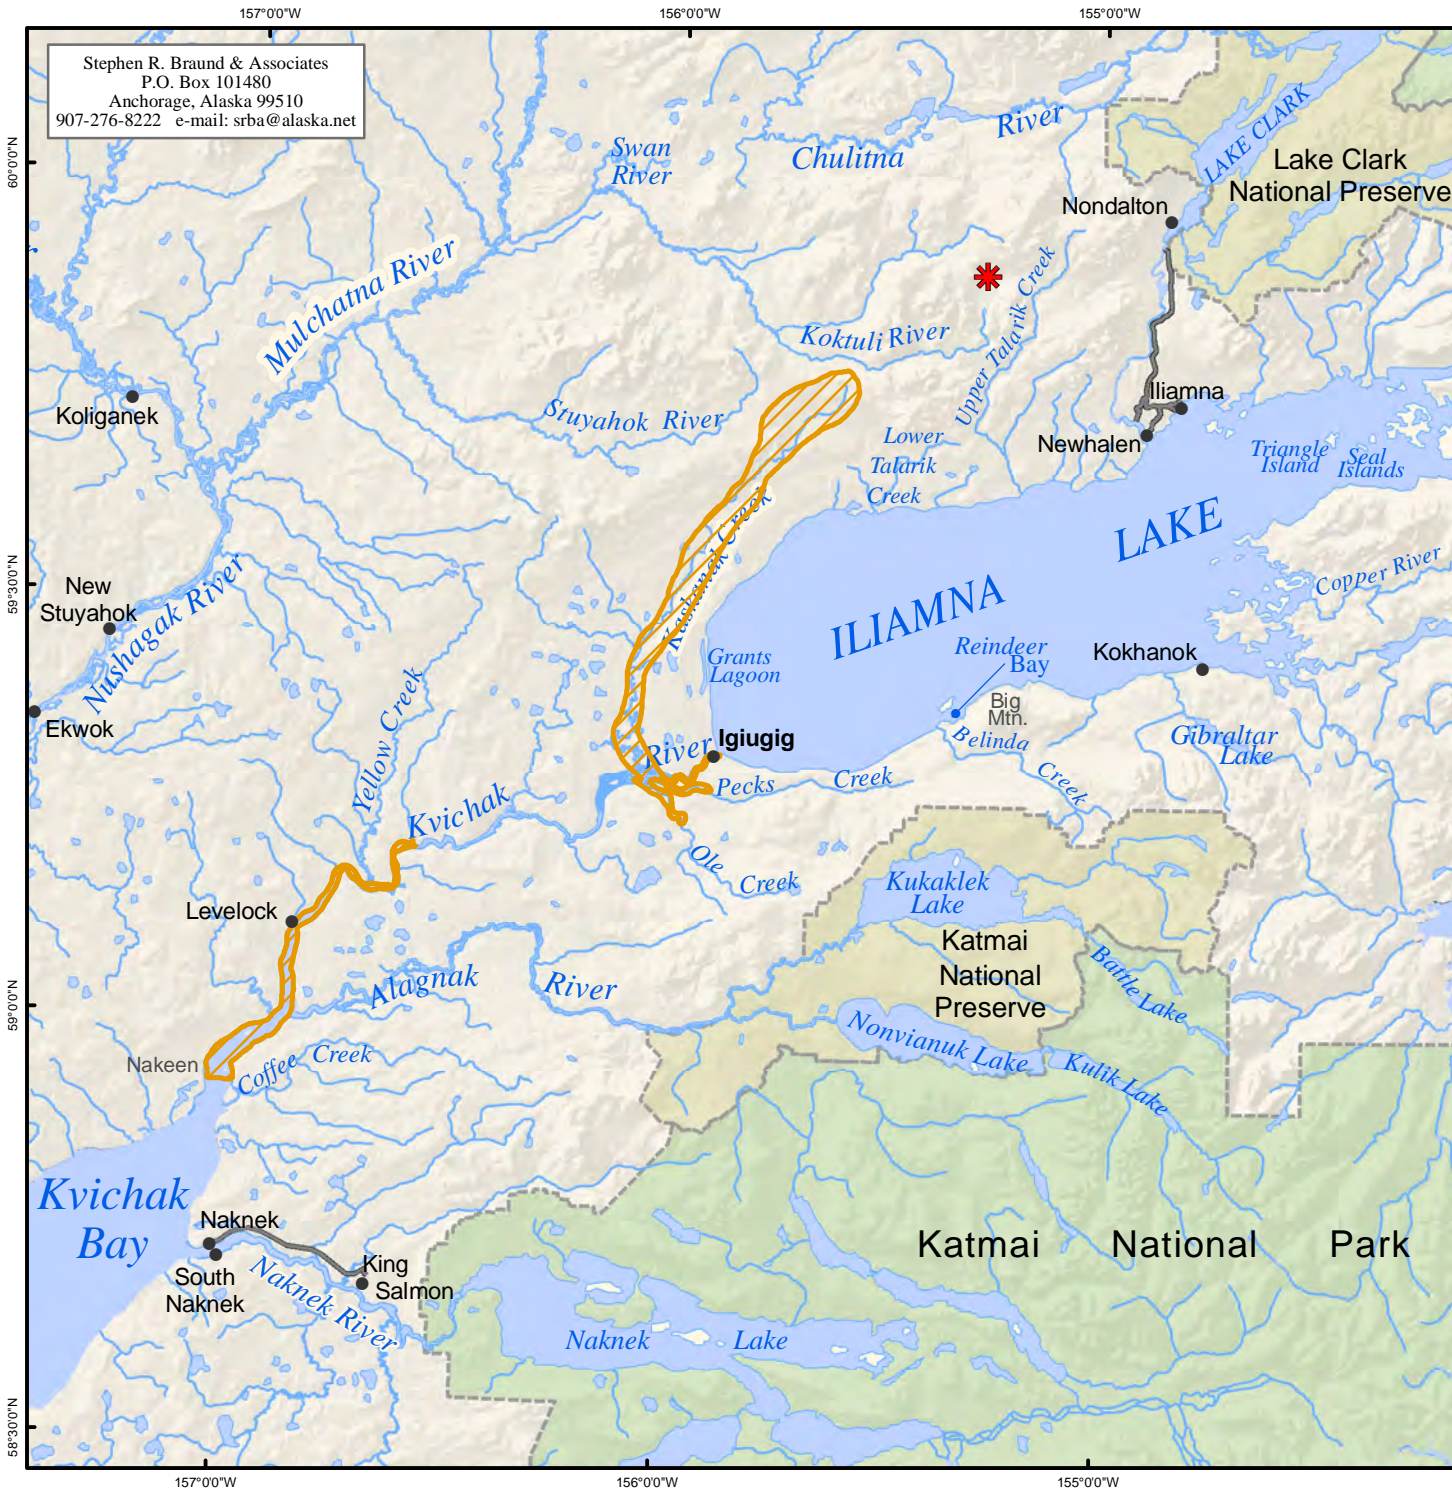 157°0'0"W
156°0'0"W
155°0'0"W
Stephen R. Braund & Associates
P.O. Box 101480
Anchorage, Alaska 99510
907-276-8222 e-mail: srba@alaska.net
60°0'0"N
59°30'0"N
59°0'0"N
58°30'0"N
Swan
River
Chulitna River
LAKE CLARK
Lake Clark
National Preserve
Nondalton
Mulchatna River
Koktuli River
Upper Talarik Creek
Koliganek
Stuyahok River
Iliamna
Newhalen
Lower
Talarik
Creek
Triangle
Island
Seal
Islands
ILIAMNA LAKE
Kaskanak Creek
New
Stuyahok
Nushagak River
Copper River
Ekwok
Grants
Lagoon
Reindeer
Bay
Kokhanok
Big
Mtn.
Belinda Creek
Gibraltar
Lake
Yellow Creek
Igiugig
Kvichak River
Pecks Creek
Ole Creek
Levelock
Kukaklek
Lake
Katmai
National
Preserve
Battle Lake
Alagnak River
Nonvianuk Lake
Kulik Lake
Nakeen
Coffee Creek
Kvichak
Bay
Naknek
South
Naknek
King
Salmon
Naknek River
Katmai National Park
Naknek Lake
157°0'0"W
156°0'0"W
155°0'0"W